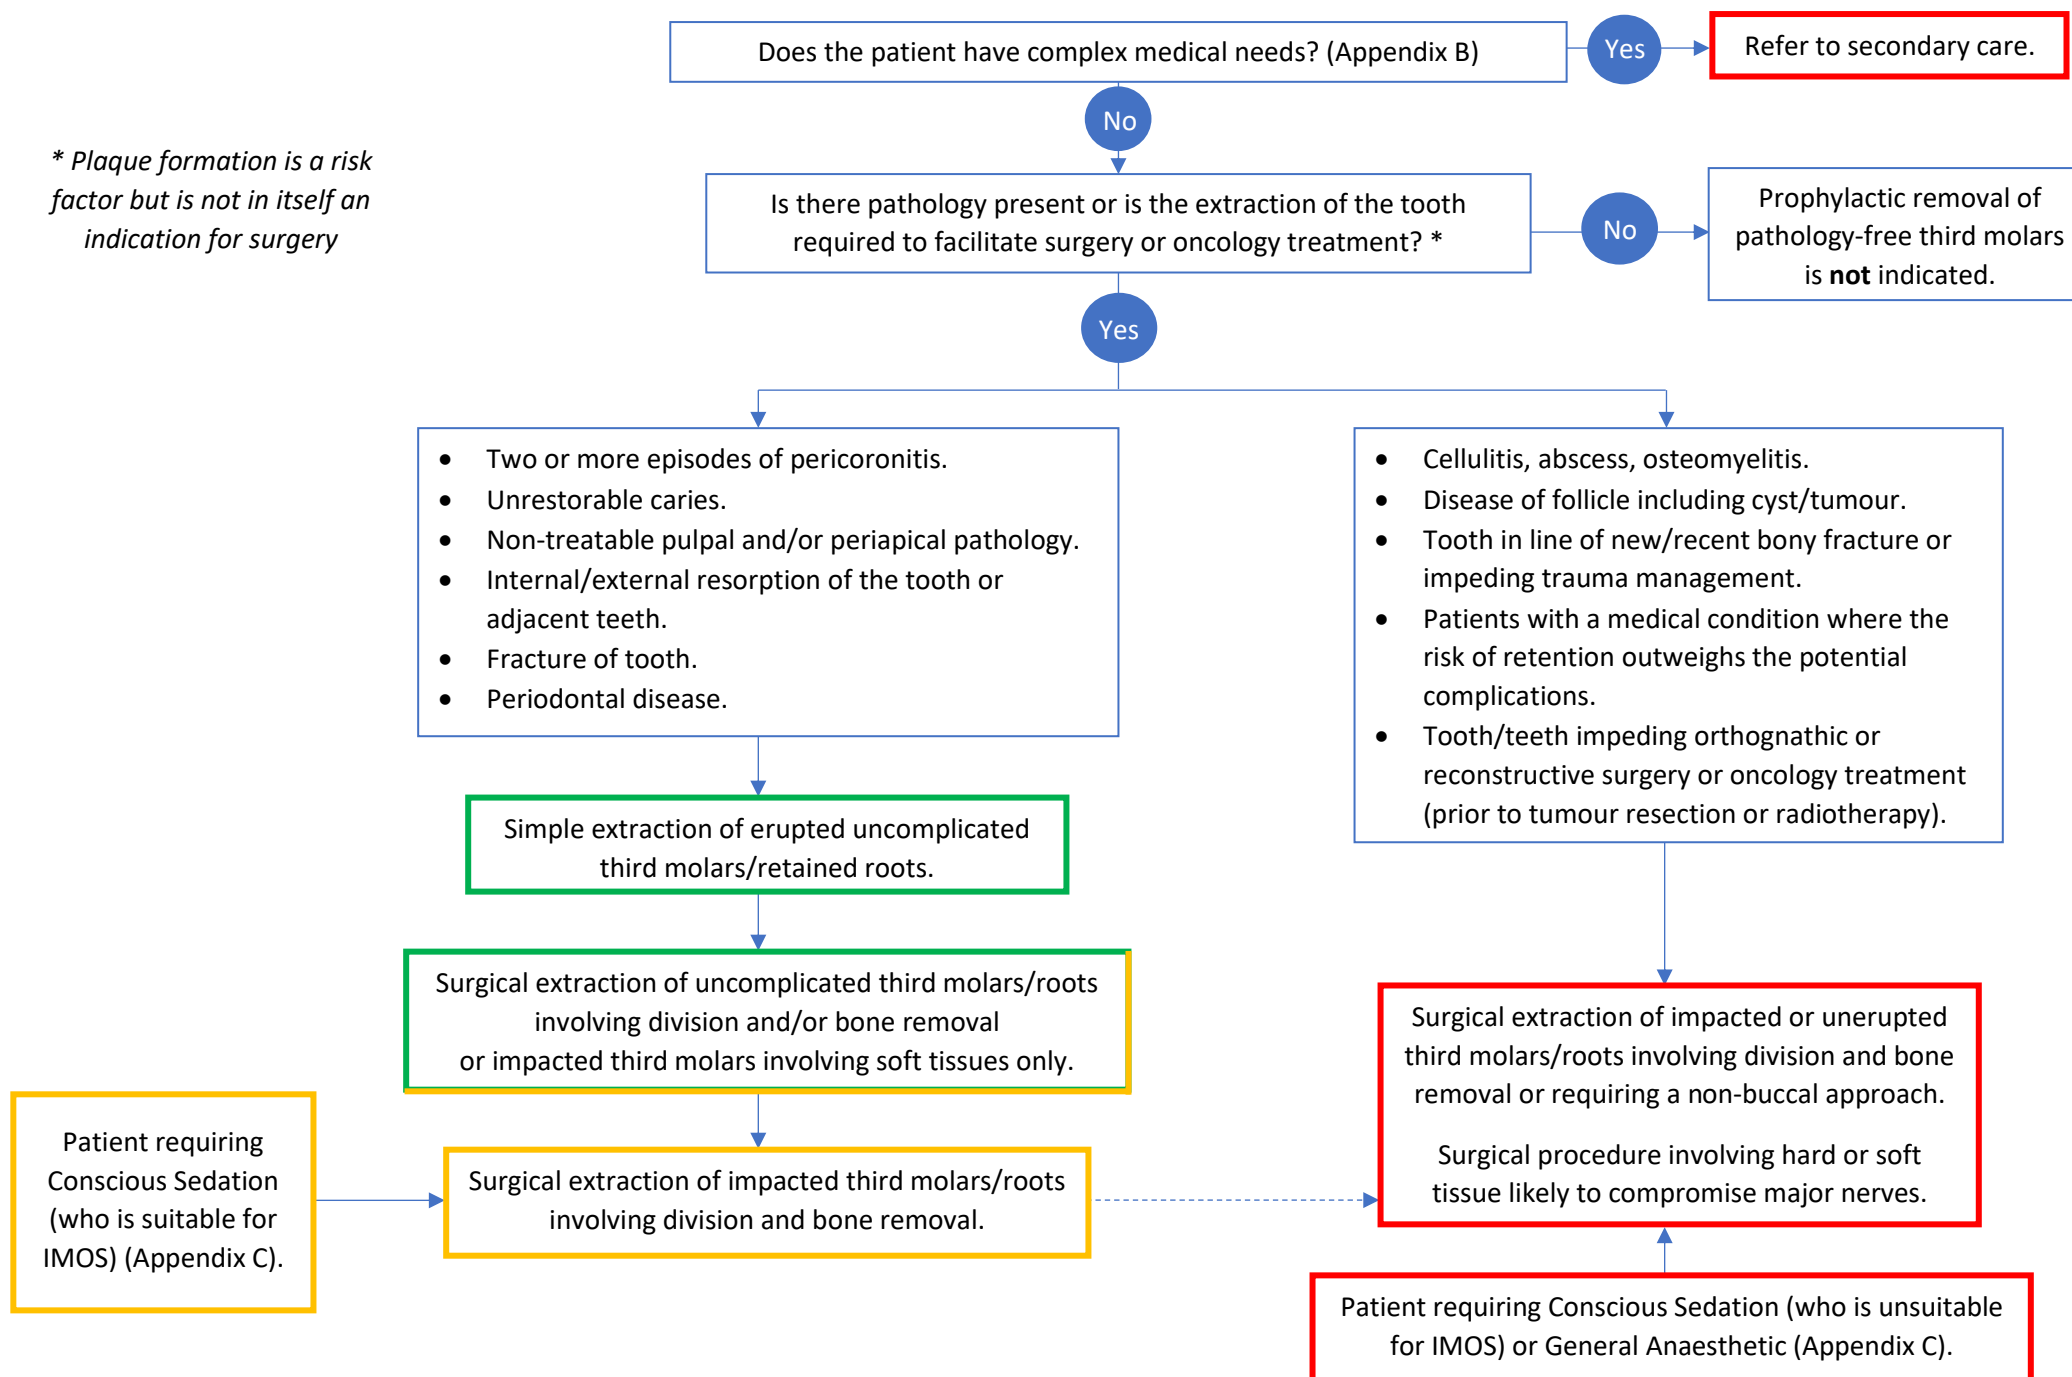 Does the patient have complex medical needs? (Appendix B)
Yes
Refer to secondary care.
No
* Plaque formation is a risk
factor but is not in itself an
indication for surgery
Is there pathology present or is the extraction of the tooth
required to facilitate surgery or oncology treatment? *
No
Prophylactic removal of
pathology-free third molars
is not indicated.
Yes
• Two or more episodes of pericoronitis.
• Unrestorable caries.
• Non-treatable pulpal and/or periapical pathology.
• Internal/external resorption of the tooth or
adjacent teeth.
• Fracture of tooth.
• Periodontal disease.
• Cellulitis, abscess, osteomyelitis.
• Disease of follicle including cyst/tumour.
• Tooth in line of new/recent bony fracture or
impeding trauma management.
• Patients with a medical condition where the
risk of retention outweighs the potential
complications.
• Tooth/teeth impeding orthognathic or
reconstructive surgery or oncology treatment
(prior to tumour resection or radiotherapy).
Simple extraction of erupted uncomplicated
third molars/retained roots.
Surgical extraction of uncomplicated third molars/roots
involving division and/or bone removal
or impacted third molars involving soft tissues only.
Patient requiring
Conscious Sedation
(who is suitable for
IMOS) (Appendix C).
Surgical extraction of impacted third molars/roots
involving division and bone removal.
Surgical extraction of impacted or unerupted
third molars/roots involving division and bone
removal or requiring a non-buccal approach.
Surgical procedure involving hard or soft
tissue likely to compromise major nerves.
Patient requiring Conscious Sedation (who is unsuitable
for IMOS) or General Anaesthetic (Appendix C).